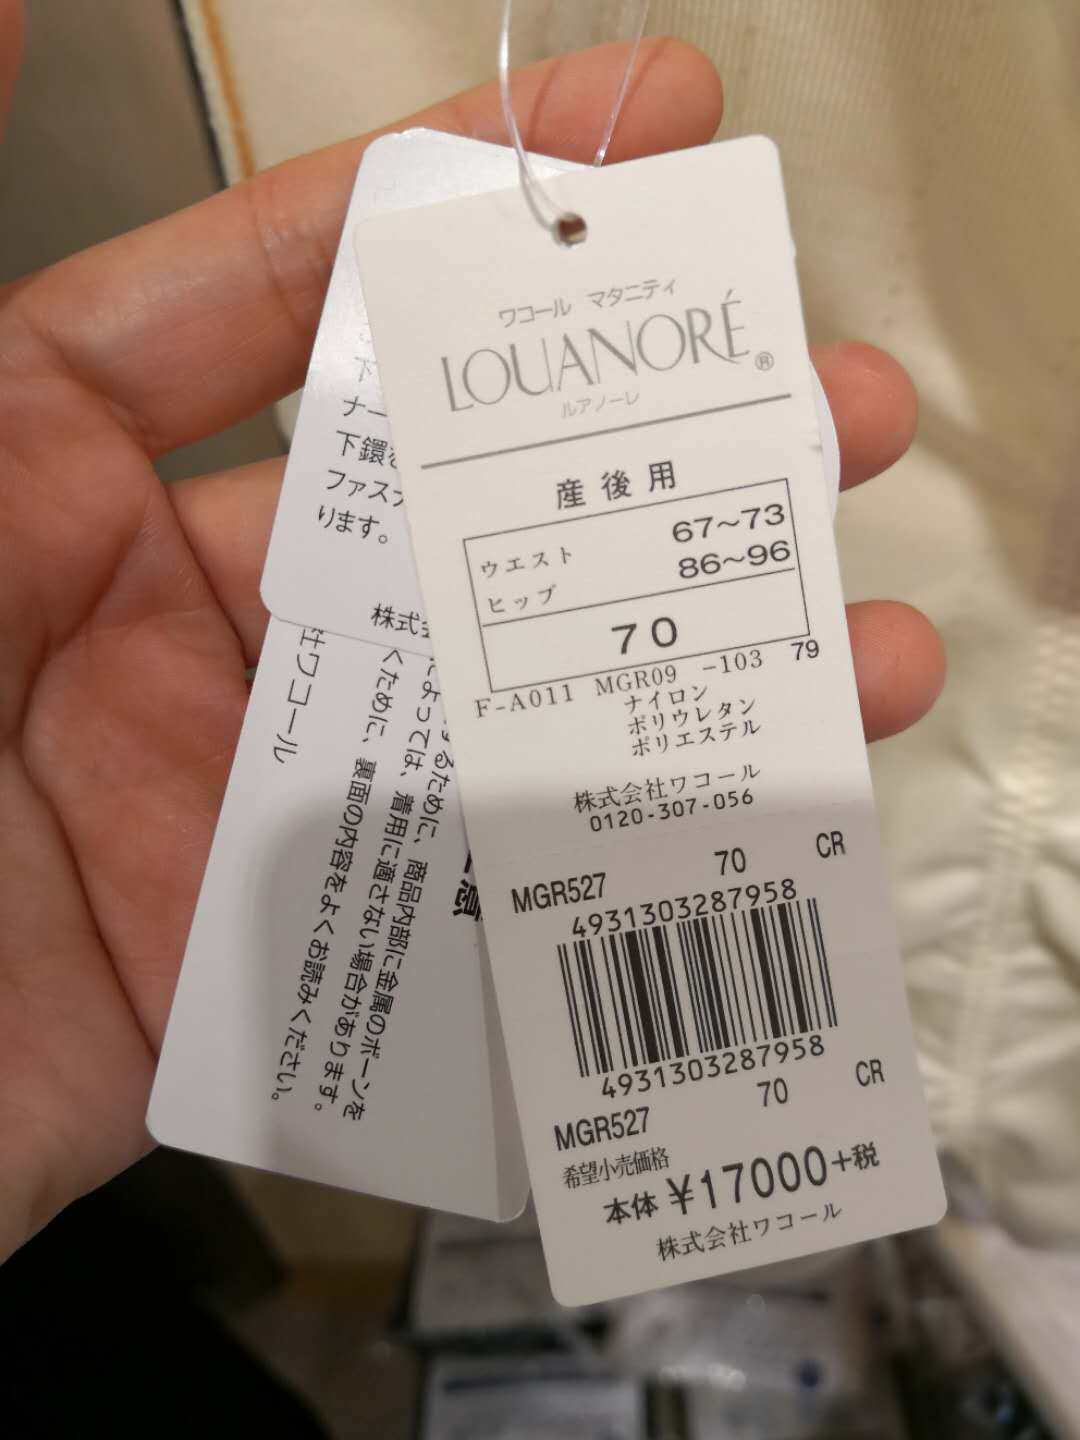 ワコール マタニティ
LOUANORÉ®
ルアノーレ
産後用
ウエスト 67~73
ヒップ 86~96
70
F-A011 MGR09 -103 79
ナイロン
ポリウレタン
ポリエステル
株式会社ワコール
0120-307-056
MGR527 70 CR
4931303287958
4931303287958
MGR527 70 CR
希望小売価格
本体 ¥17000+税
株式会社ワコール
ナー
下鐶を
ファスナ
ります。
株式会
するために、商品内部に金属のボーンを
によっては、着用に適さない場合があります。
くために、裏面の内容をよくお読みください。
社ワコール